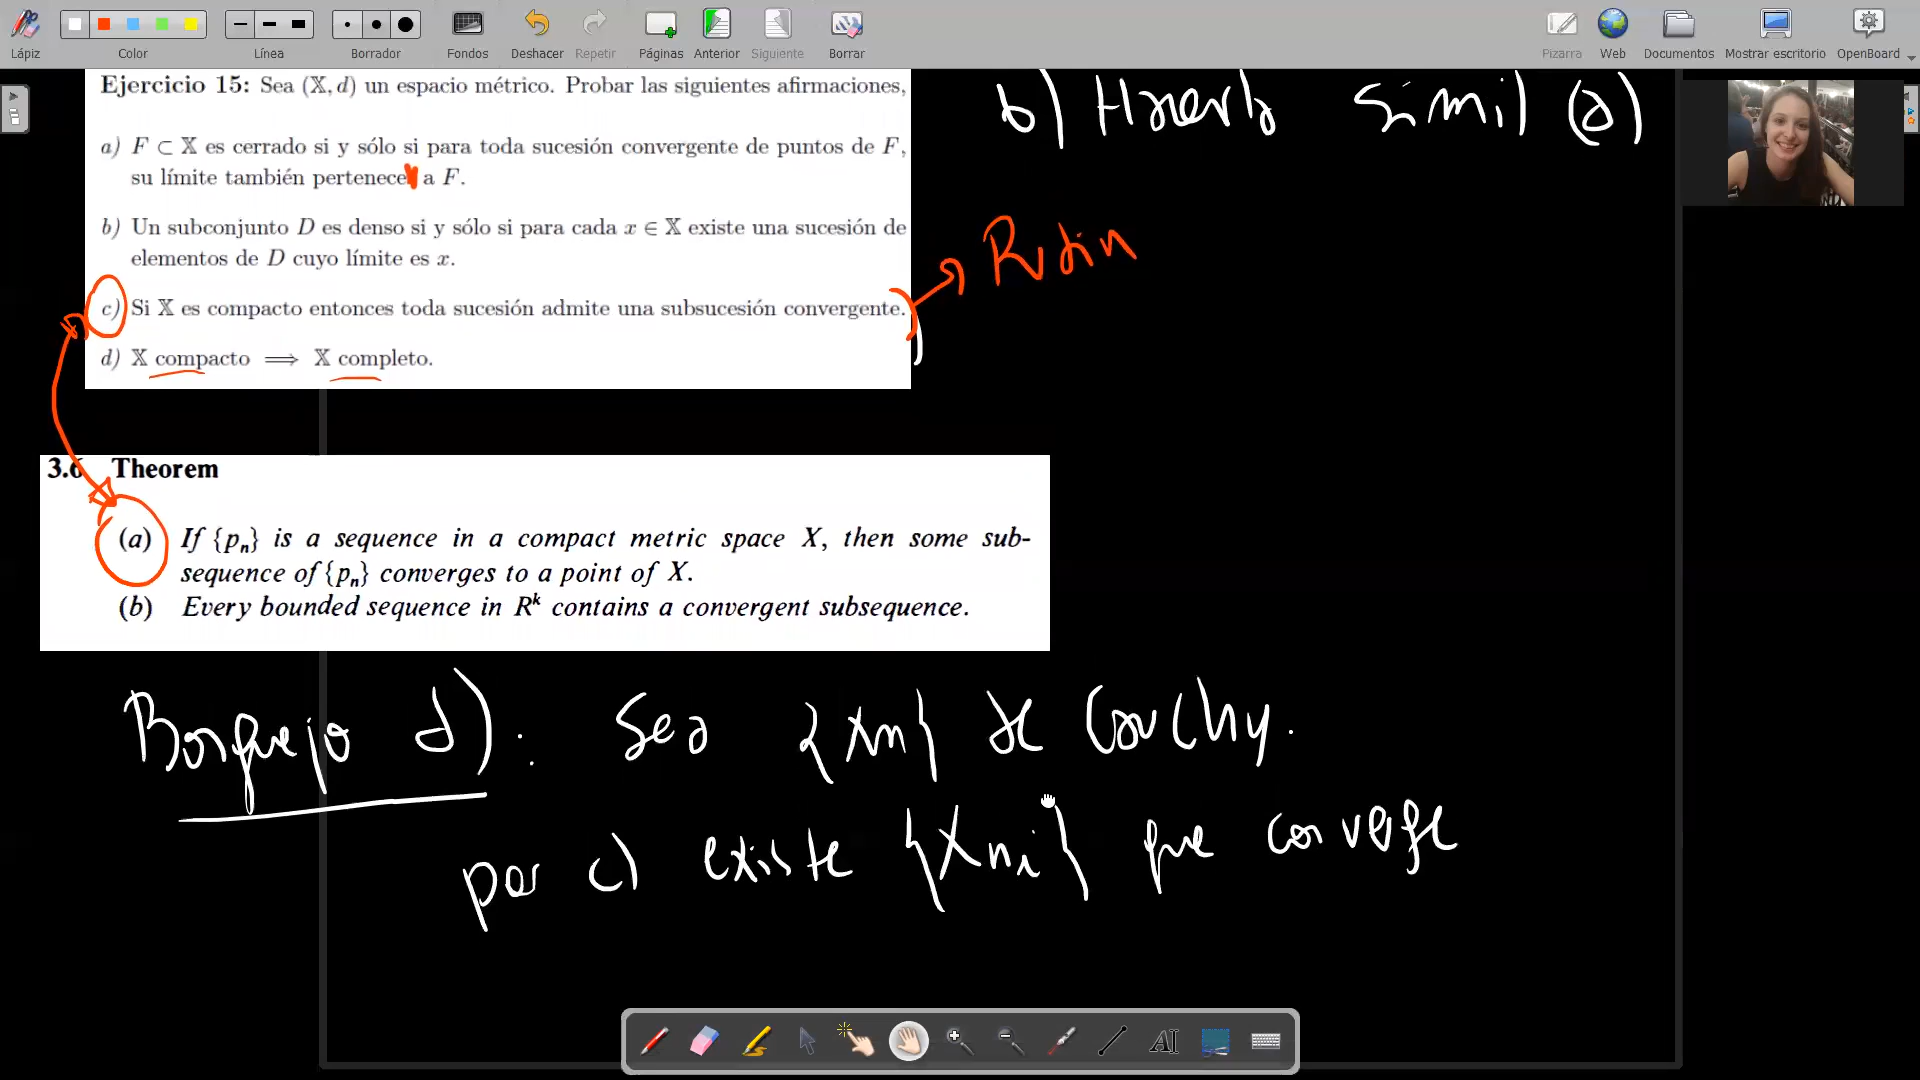 Lápiz Color Línea Borrador Fondos Deshacer Repetir Páginas Anterior Siguiente Borrar Pizarra Web Documentos Mostrar escritorio OpenBoard
Ejercicio 15: Sea (𝕏, d) un espacio métrico. Probar las siguientes afirmaciones,
a) F ⊂ 𝕏 es cerrado si y sólo si para toda sucesión convergente de puntos de F,
su límite también pertenece a F.
b) Un subconjunto D es denso si y sólo si para cada x ∈ 𝕏 existe una sucesión de
elementos de D cuyo límite es x.
c) Si 𝕏 es compacto entonces toda sucesión admite una subsucesión convergente.
d) 𝕏 compacto ⟹ 𝕏 completo.
b) Hacerlo simil (a)
Rudin
3.6 Theorem
(a) If {pₙ} is a sequence in a compact metric space X, then some sub-
sequence of {pₙ} converges to a point of X.
(b) Every bounded sequence in Rᵏ contains a convergent subsequence.
Bosquejo d): Sea {xn} de Cauchy.
por c) existe {xni} que converge
AI